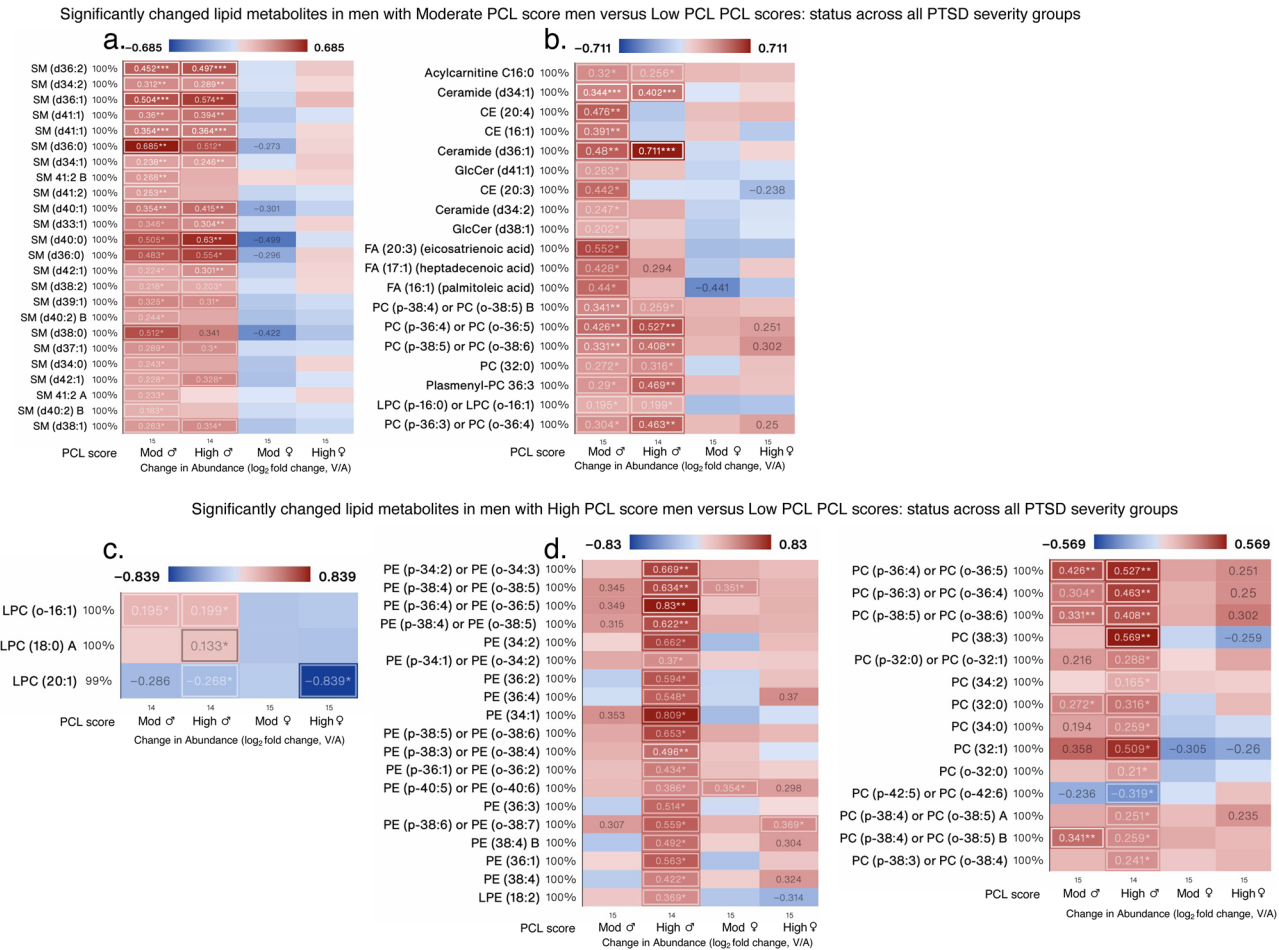 Significantly changed lipid metabolites in men with Moderate PCL score men versus Low PCL PCL scores: status across all PTSD severity groups
a.
−0.685 0.685
SM (d36:2) 100% 0.452*** 0.497***
SM (d34:2) 100% 0.312** 0.289**
SM (d36:1) 100% 0.504*** 0.574**
SM (d41:1) 100% 0.36** 0.394**
SM (d41:1) 100% 0.354*** 0.364***
SM (d36:0) 100% 0.685** 0.512* −0.273
SM (d34:1) 100% 0.238** 0.246**
SM 41:2 B 100% 0.268**
SM (d41:2) 100% 0.253**
SM (d40:1) 100% 0.354** 0.415** −0.301
SM (d33:1) 100% 0.346* 0.304**
SM (d40:0) 100% 0.505* 0.63** −0.499
SM (d36:0) 100% 0.483* 0.554* −0.296
SM (d42:1) 100% 0.224* 0.301**
SM (d38:2) 100% 0.218* 0.203*
SM (d39:1) 100% 0.325* 0.31*
SM (d40:2) B 100% 0.244*
SM (d38:0) 100% 0.512* 0.341 −0.422
SM (d37:1) 100% 0.289* 0.3*
SM (d34:0) 100% 0.243*
SM (d42:1) 100% 0.228* 0.328*
SM 41:2 A 100% 0.233*
SM (d40:2) B 100% 0.183*
SM (d38:1) 100% 0.263* 0.314*
15 14 15 15
PCL score Mod ♂ High ♂ Mod ♀ High ♀
Change in Abundance (log2 fold change, V/A)
b.
−0.711 0.711
Acylcarnitine C16:0 100% 0.32* 0.256*
Ceramide (d34:1) 100% 0.344*** 0.402***
CE (20:4) 100% 0.476**
CE (16:1) 100% 0.391**
Ceramide (d36:1) 100% 0.48** 0.711***
GlcCer (d41:1) 100% 0.263*
CE (20:3) 100% 0.442* −0.238
Ceramide (d34:2) 100% 0.247*
GlcCer (d38:1) 100% 0.202*
FA (20:3) (eicosatrienoic acid) 100% 0.552*
FA (17:1) (heptadecenoic acid) 100% 0.428* 0.294
FA (16:1) (palmitoleic acid) 100% 0.44* −0.441
PC (p-38:4) or PC (o-38:5) B 100% 0.341** 0.259*
PC (p-36:4) or PC (o-36:5) 100% 0.426** 0.527** 0.251
PC (p-38:5) or PC (o-38:6) 100% 0.331** 0.408** 0.302
PC (32:0) 100% 0.272* 0.316*
Plasmenyl-PC 36:3 100% 0.29* 0.469**
LPC (p-16:0) or LPC (o-16:1) 100% 0.195* 0.199*
PC (p-36:3) or PC (o-36:4) 100% 0.304* 0.463** 0.25
15 14 15 15
PCL score Mod ♂ High ♂ Mod ♀ High ♀
Change in Abundance (log2 fold change, V/A)
Significantly changed lipid metabolites in men with High PCL score men versus Low PCL PCL scores: status across all PTSD severity groups
c.
−0.839 0.839
LPC (o-16:1) 100% 0.195* 0.199*
LPC (18:0) A 100% 0.133*
LPC (20:1) 99% −0.286 −0.268* −0.839*
15 14 15 15
PCL score Mod ♂ High ♂ Mod ♀ High ♀
Change in Abundance (log2 fold change, V/A)
d.
−0.83 0.83
PE (p-34:2) or PE (o-34:3) 100% 0.669**
PE (p-38:4) or PE (o-38:5) 100% 0.345 0.634** 0.351*
PE (p-36:4) or PE (o-36:5) 100% 0.349 0.83**
PE (p-38:4) or PE (o-38:5) 100% 0.315 0.622**
PE (34:2) 100% 0.662*
PE (p-34:1) or PE (o-34:2) 100% 0.37*
PE (36:2) 100% 0.594*
PE (36:4) 100% 0.548* 0.37
PE (34:1) 100% 0.353 0.809*
PE (p-38:5) or PE (o-38:6) 100% 0.653*
PE (p-38:3) or PE (o-38:4) 100% 0.496**
PE (p-36:1) or PE (o-36:2) 100% 0.434*
PE (p-40:5) or PE (o-40:6) 100% 0.386* 0.354* 0.298
PE (36:3) 100% 0.514*
PE (p-38:6) or PE (o-38:7) 100% 0.307 0.559* 0.369*
PE (38:4) B 100% 0.492* 0.304
PE (36:1) 100% 0.563*
PE (38:4) 100% 0.422* 0.324
LPE (18:2) 100% 0.369* −0.314
15 14 15 15
PCL score Mod ♂ High ♂ Mod ♀ High ♀
Change in Abundance (log2 fold change, V/A)
−0.569 0.569
PC (p-36:4) or PC (o-36:5) 100% 0.426** 0.527** 0.251
PC (p-36:3) or PC (o-36:4) 100% 0.304* 0.463** 0.25
PC (p-38:5) or PC (o-38:6) 100% 0.331** 0.408** 0.302
PC (38:3) 100% 0.569** −0.259
PC (p-32:0) or PC (o-32:1) 100% 0.216 0.288*
PC (34:2) 100% 0.165*
PC (32:0) 100% 0.272* 0.316*
PC (34:0) 100% 0.194 0.259*
PC (32:1) 100% 0.358 0.509* −0.305 −0.26
PC (o-32:0) 100% 0.21*
PC (p-42:5) or PC (o-42:6) 100% −0.236 −0.319*
PC (p-38:4) or PC (o-38:5) A 100% 0.251* 0.235
PC (p-38:4) or PC (o-38:5) B 100% 0.341** 0.259*
PC (p-38:3) or PC (o-38:4) 100% 0.241*
15 14 15 15
PCL score Mod ♂ High ♂ Mod ♀ High ♀
Change in Abundance (log2 fold change, V/A)